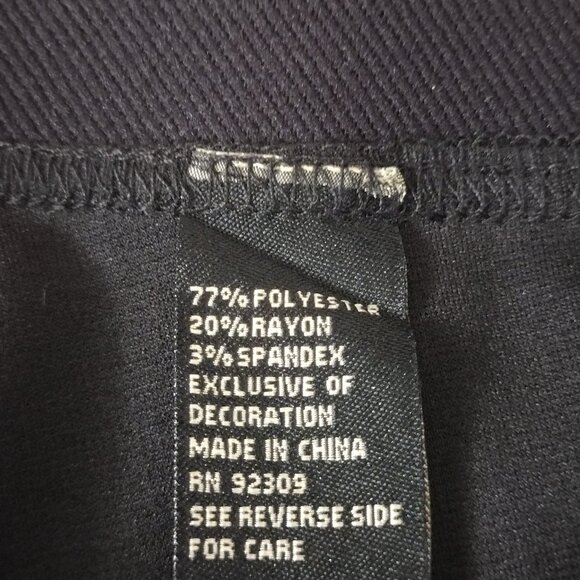 77% POLYESTER
20% RAYON
3% SPANDEX
EXCLUSIVE OF
DECORATION
MADE IN CHINA
RN 92309
SEE REVERSE SIDE
FOR CARE